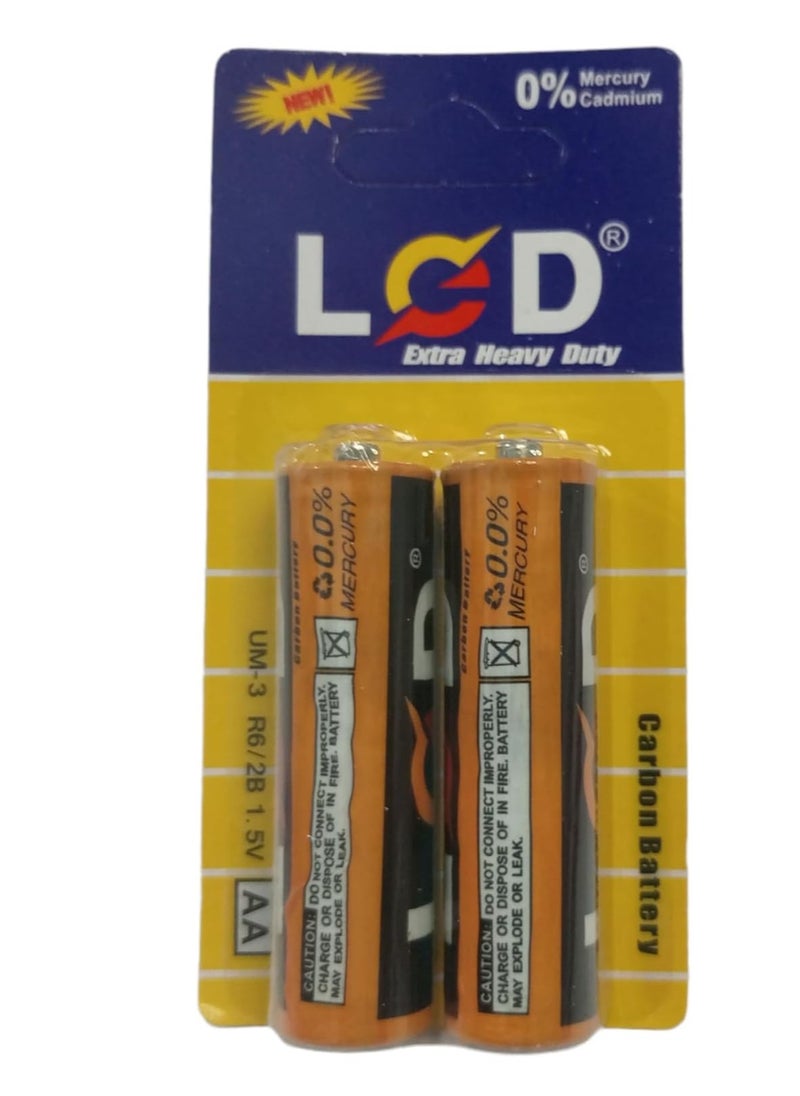 NEW!
0% Mercury
Cadmium
LCD®
Extra Heavy Duty
UM-3 R6/2B 1.5V AA
Carbon Battery
Carbon Battery
0.0%
MERCURY
CAUTION: DO NOT CONNECT IMPROPERLY.
CHARGE OR DISPOSE OF IN FIRE. BATTERY
MAY EXPLODE OR LEAK.
®
D
Carbon Battery
0.0%
MERCURY
CAUTION: DO NOT CONNECT IMPROPERLY.
CHARGE OR DISPOSE OF IN FIRE. BATTERY
MAY EXPLODE OR LEAK.
®